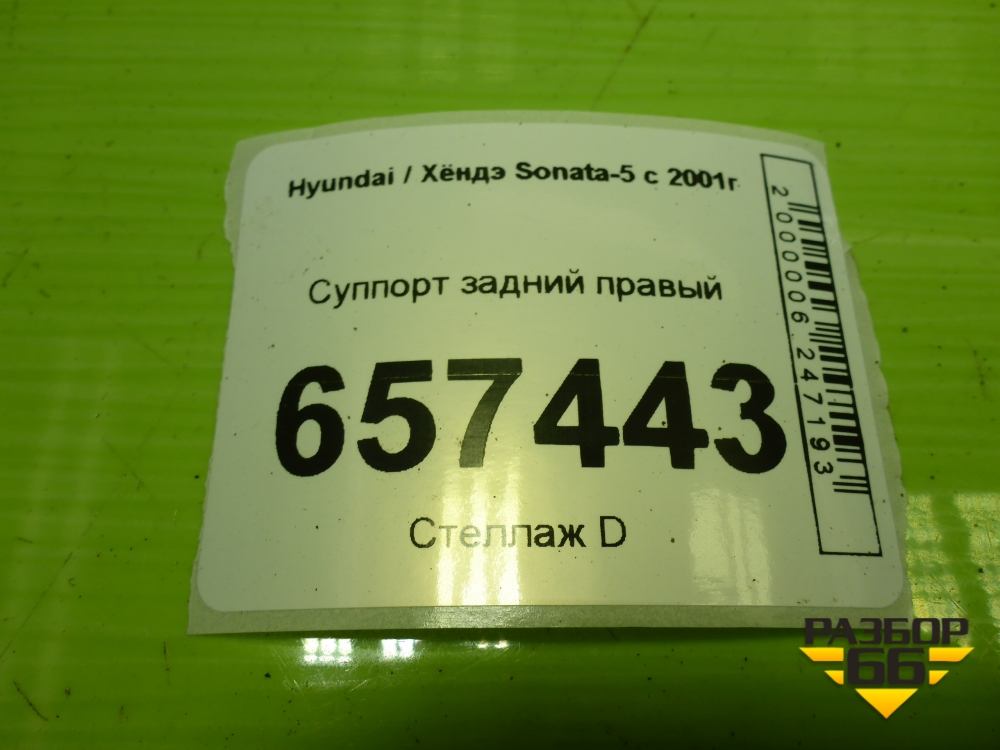 Hyundai / Хёндэ Sonata-5 с 2001г
Суппорт задний правый
657443
Стеллаж D
2000006247193
РАЗБОР
66